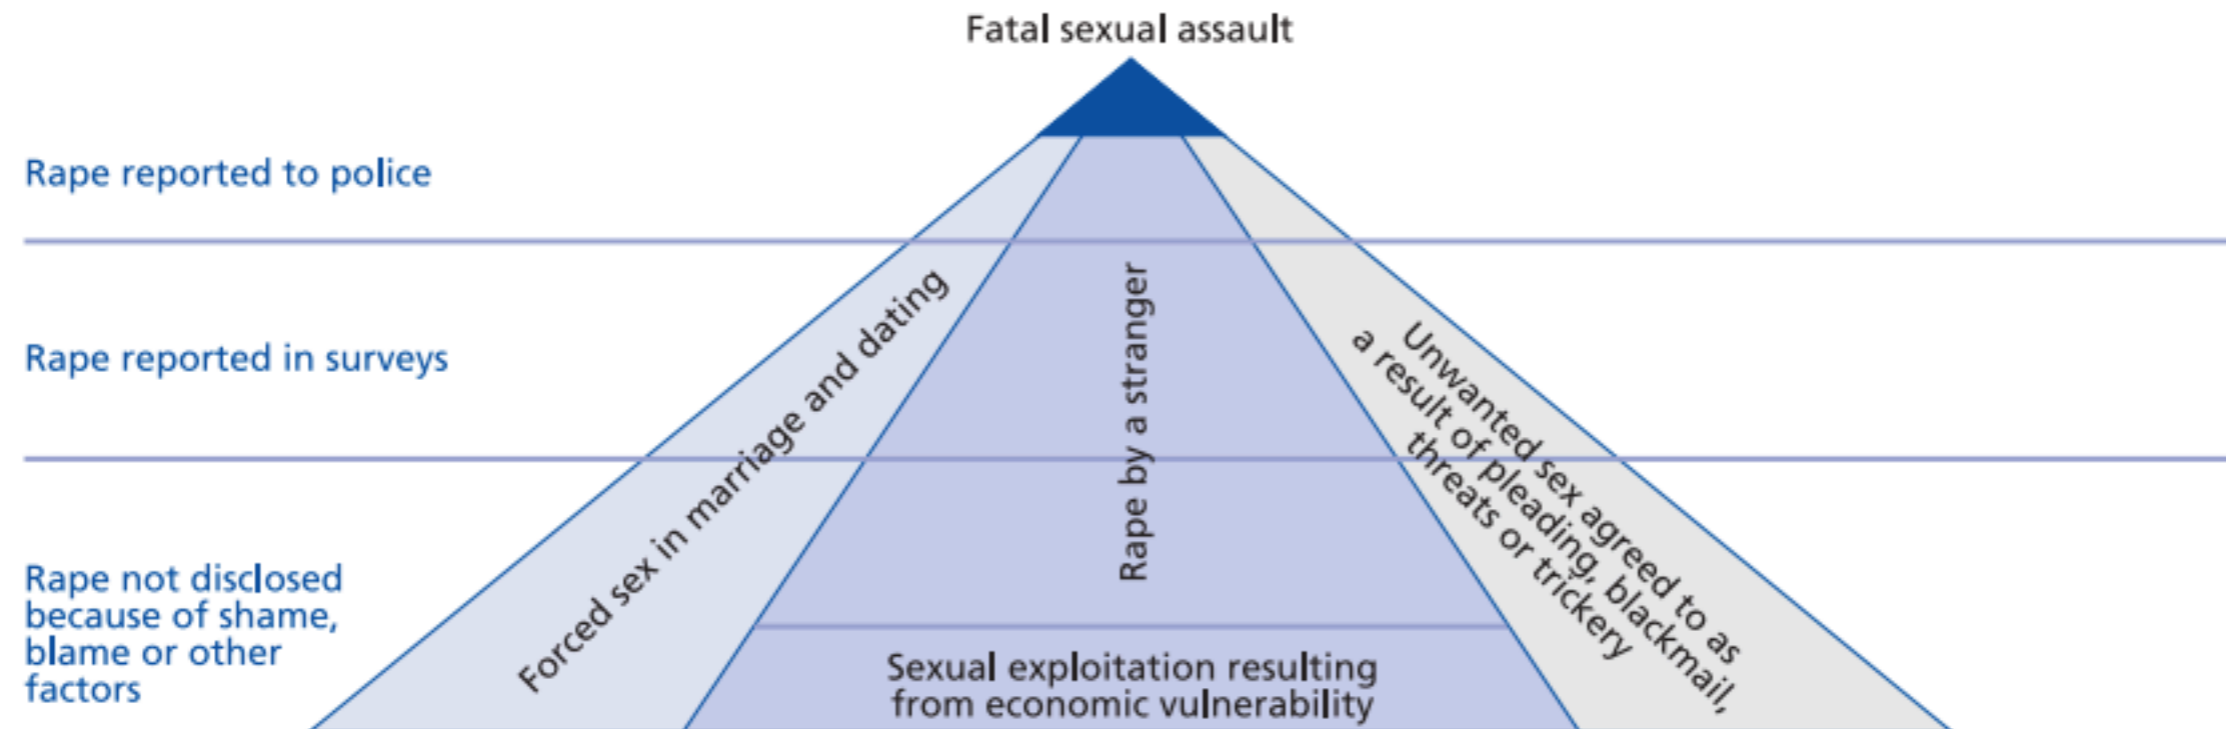 Fatal sexual assault
Rape reported to police
Rape reported in surveys
Rape not disclosed
because of shame,
blame or other
factors
Forced sex in marriage and dating
Rape by a stranger
Sexual exploitation resulting
from economic vulnerability
Unwanted sex agreed to as
a result of pleading, blackmail,
threats or trickery